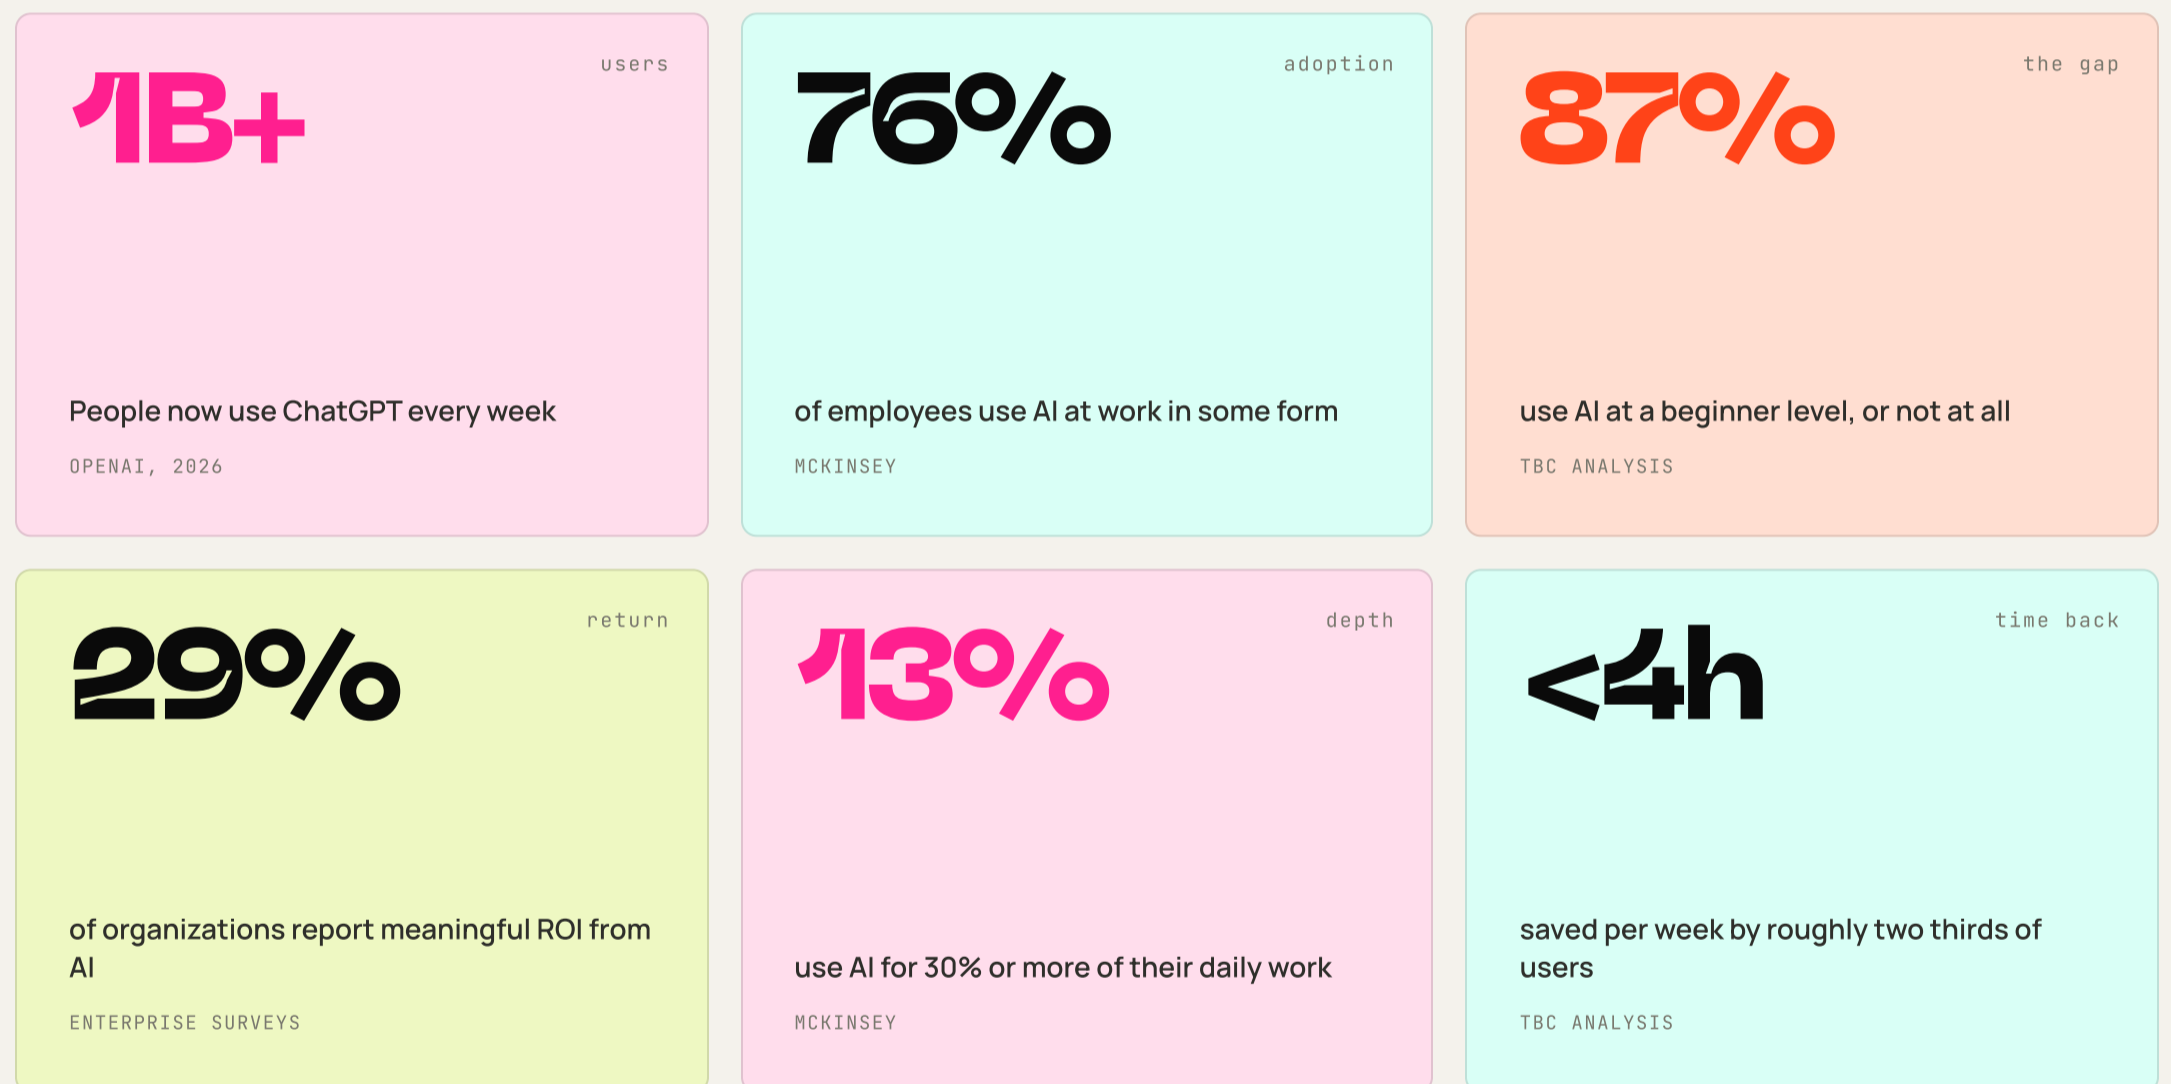 1B+
users
People now use ChatGPT every week
OPENAI, 2026
76%
adoption
of employees use AI at work in some form
MCKINSEY
87%
the gap
use AI at a beginner level, or not at all
TBC ANALYSIS
29%
return
of organizations report meaningful ROI from
AI
ENTERPRISE SURVEYS
13%
depth
use AI for 30% or more of their daily work
MCKINSEY
<4h
time back
saved per week by roughly two thirds of
users
TBC ANALYSIS